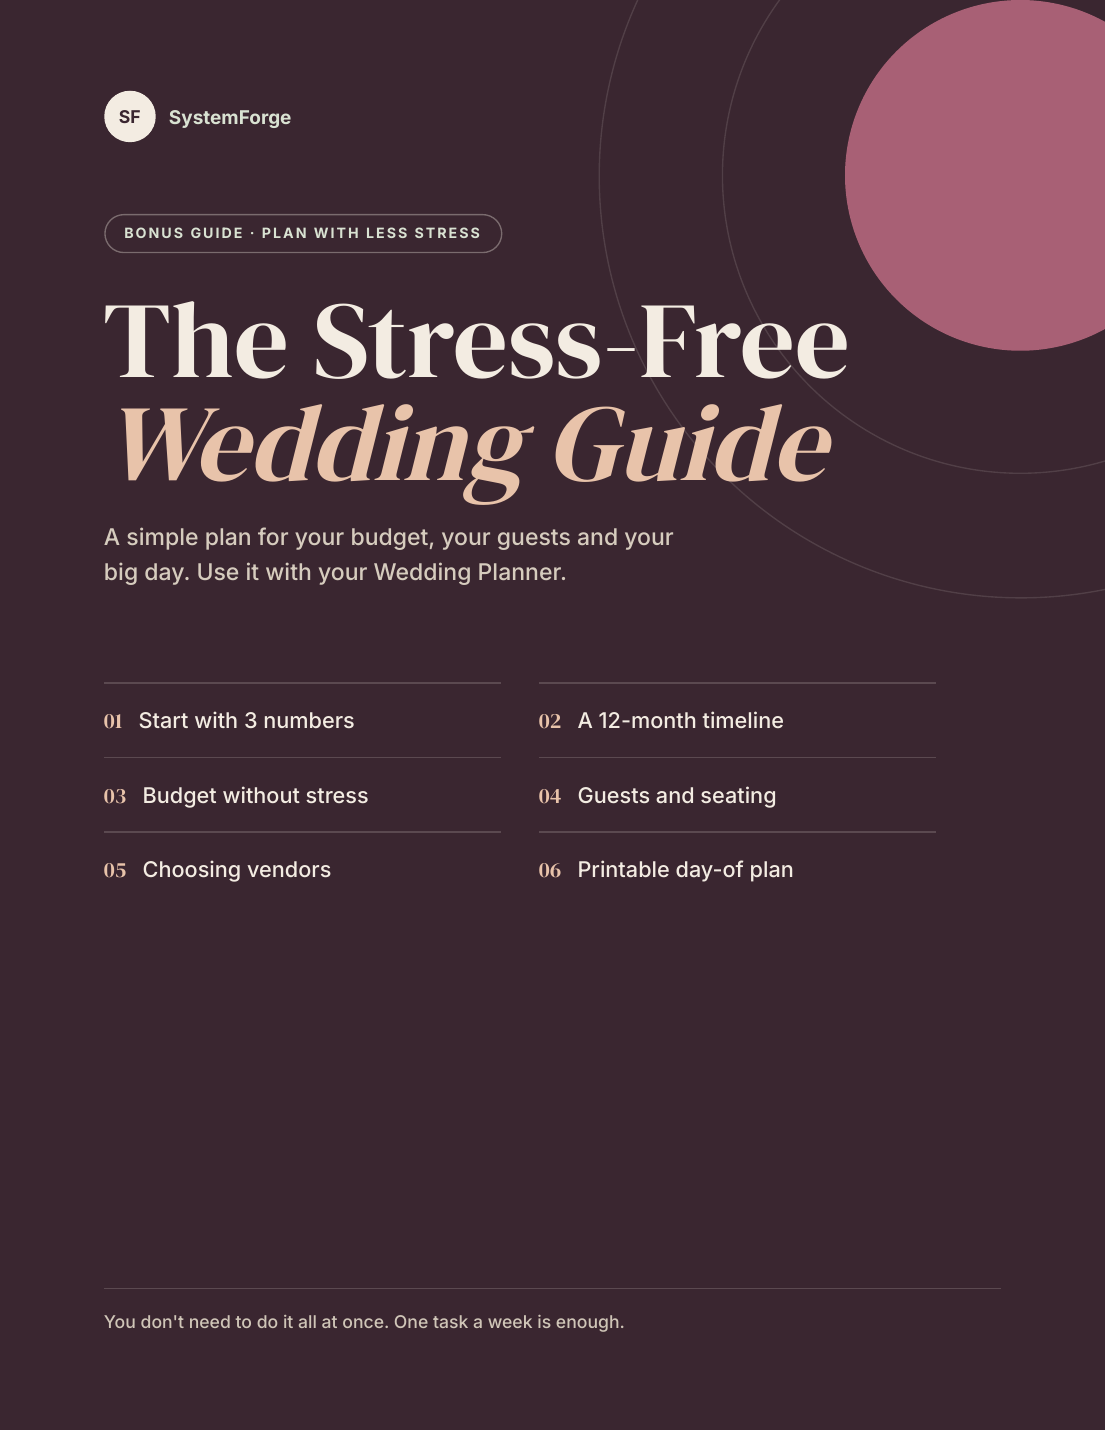 SF
SystemForge
BONUS GUIDE · PLAN WITH LESS STRESS
The Stress-Free
Wedding Guide
A simple plan for your budget, your guests and your
big day. Use it with your Wedding Planner.
01 Start with 3 numbers
02 A 12-month timeline
03 Budget without stress
04 Guests and seating
05 Choosing vendors
06 Printable day-of plan
You don't need to do it all at once. One task a week is enough.